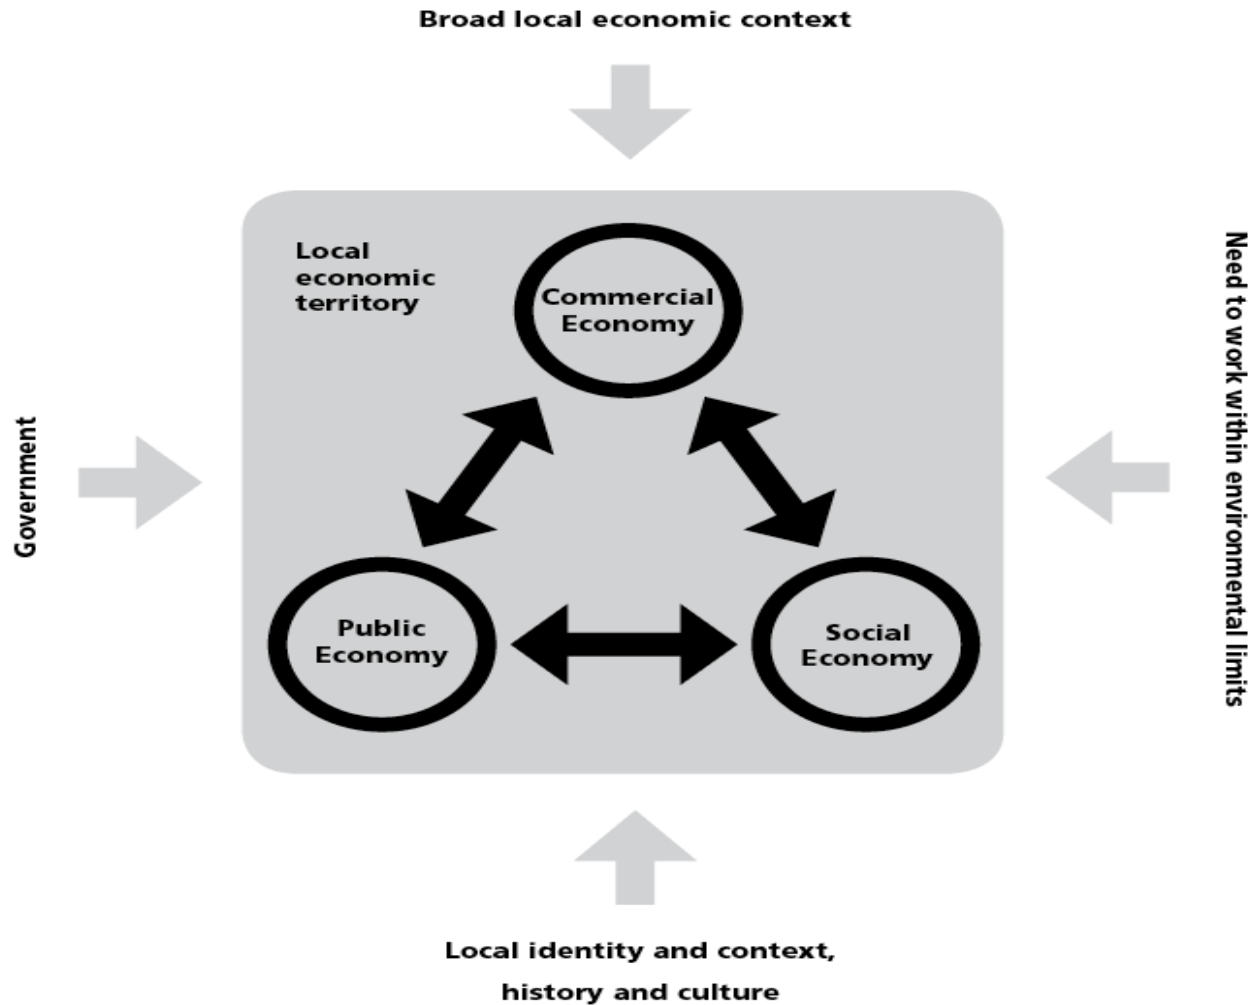 Broad local economic context
Local
economic
territory
Commercial
Economy
Government
Need to work within environmental limits
Public
Economy
Social
Economy
Local identity and context,
history and culture